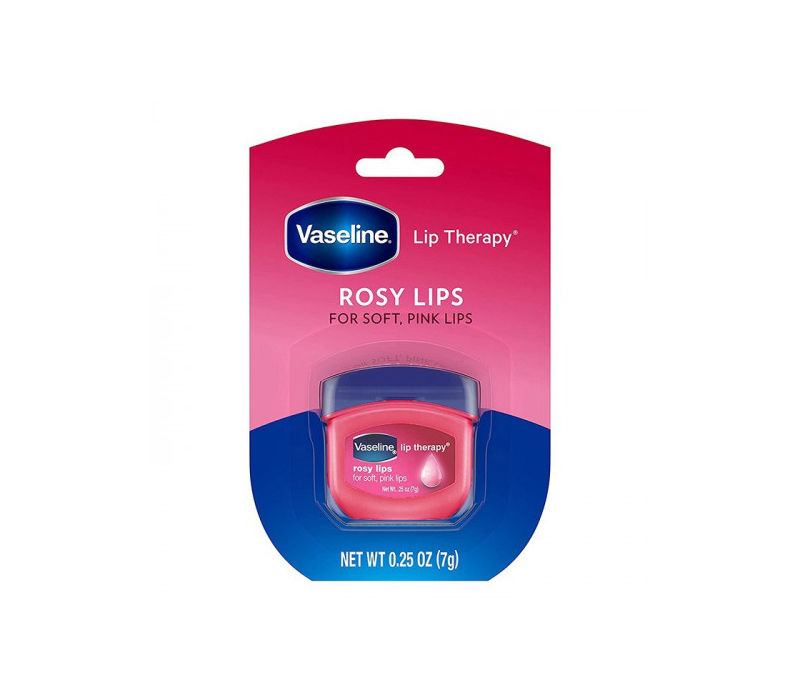 Vaseline.
Lip Therapy®
ROSY LIPS
FOR SOFT, PINK LIPS
Vaseline® lip therapy®
rosy lips
for soft, pink lips
Net Wt. .25 oz (7g)
NET WT 0.25 OZ (7g)